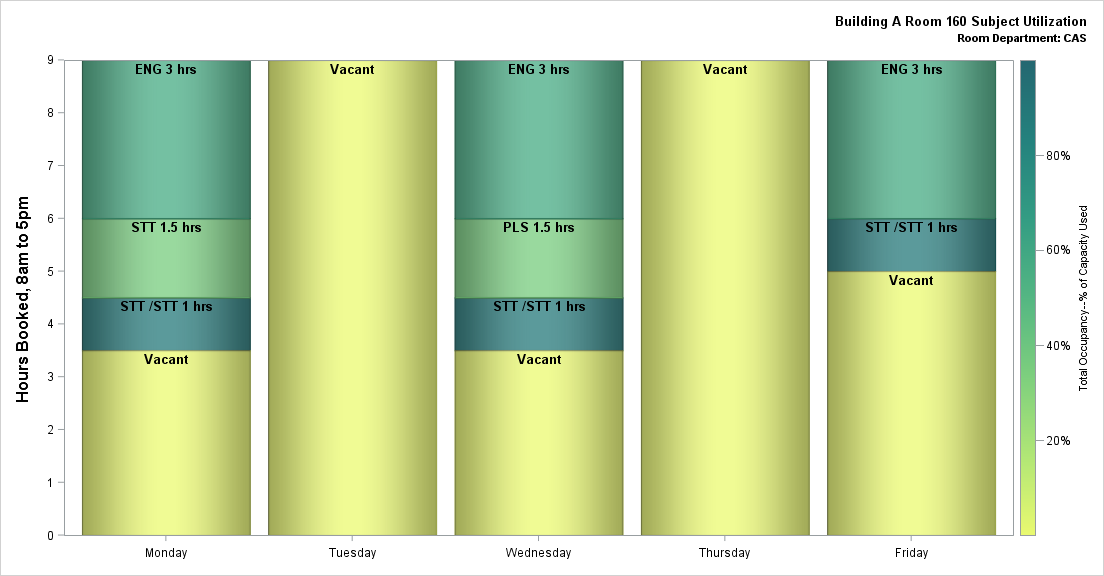 Building A Room 160 Subject Utilization
Room Department: CAS
Hours Booked, 8am to 5pm
9
8
7
6
5
4
3
2
1
0
ENG 3 hrs
STT 1.5 hrs
STT /STT 1 hrs
Vacant
Vacant
ENG 3 hrs
PLS 1.5 hrs
STT /STT 1 hrs
Vacant
Vacant
ENG 3 hrs
STT /STT 1 hrs
Vacant
Monday
Tuesday
Wednesday
Thursday
Friday
80%
60%
40%
20%
Total Occupancy--% of Capacity Used